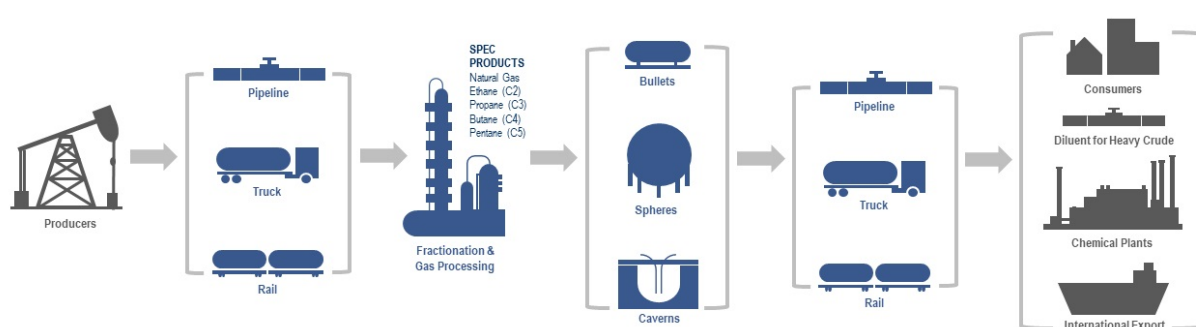 Producers
Pipeline
Truck
Rail
SPEC
PRODUCTS
Natural Gas
Ethane (C2)
Propane (C3)
Butane (C4)
Pentane (C5)
Fractionation &
Gas Processing
Bullets
Spheres
Caverns
Pipeline
Truck
Rail
Consumers
Diluent for Heavy Crude
Chemical Plants
International Export